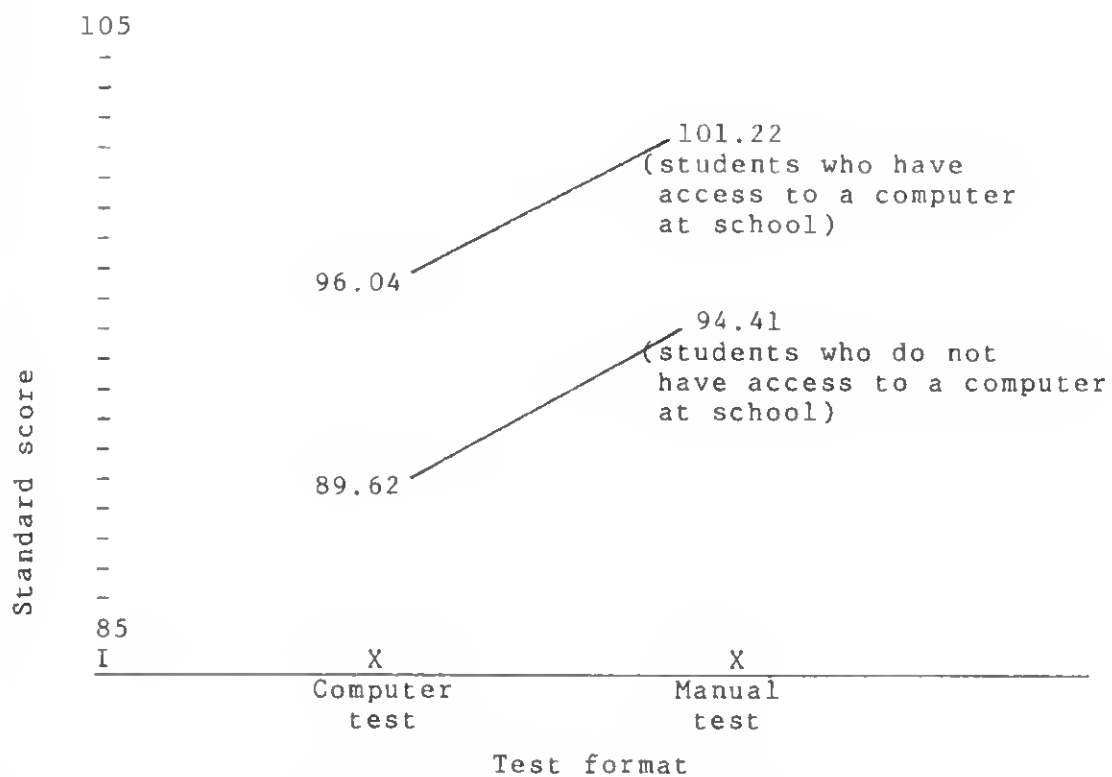 105
101.22
(students who have
access to a computer
at school)
96.04
94.41
(students who do not
have access to a computer
at school)
89.62
Standard score
85
I X X
Computer Manual
test test
Test format